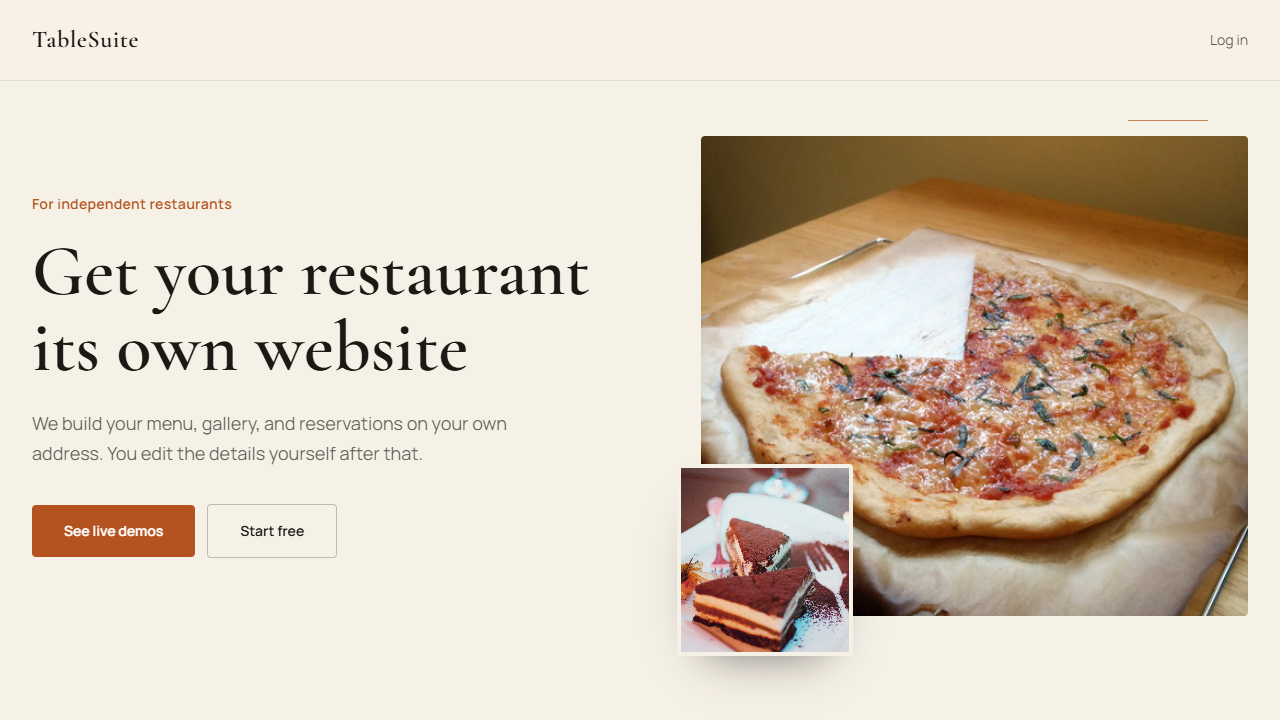 TableSuite
Log in
For independent restaurants
Get your restaurant
its own website
We build your menu, gallery, and reservations on your own
address. You edit the details yourself after that.
See live demos
Start free